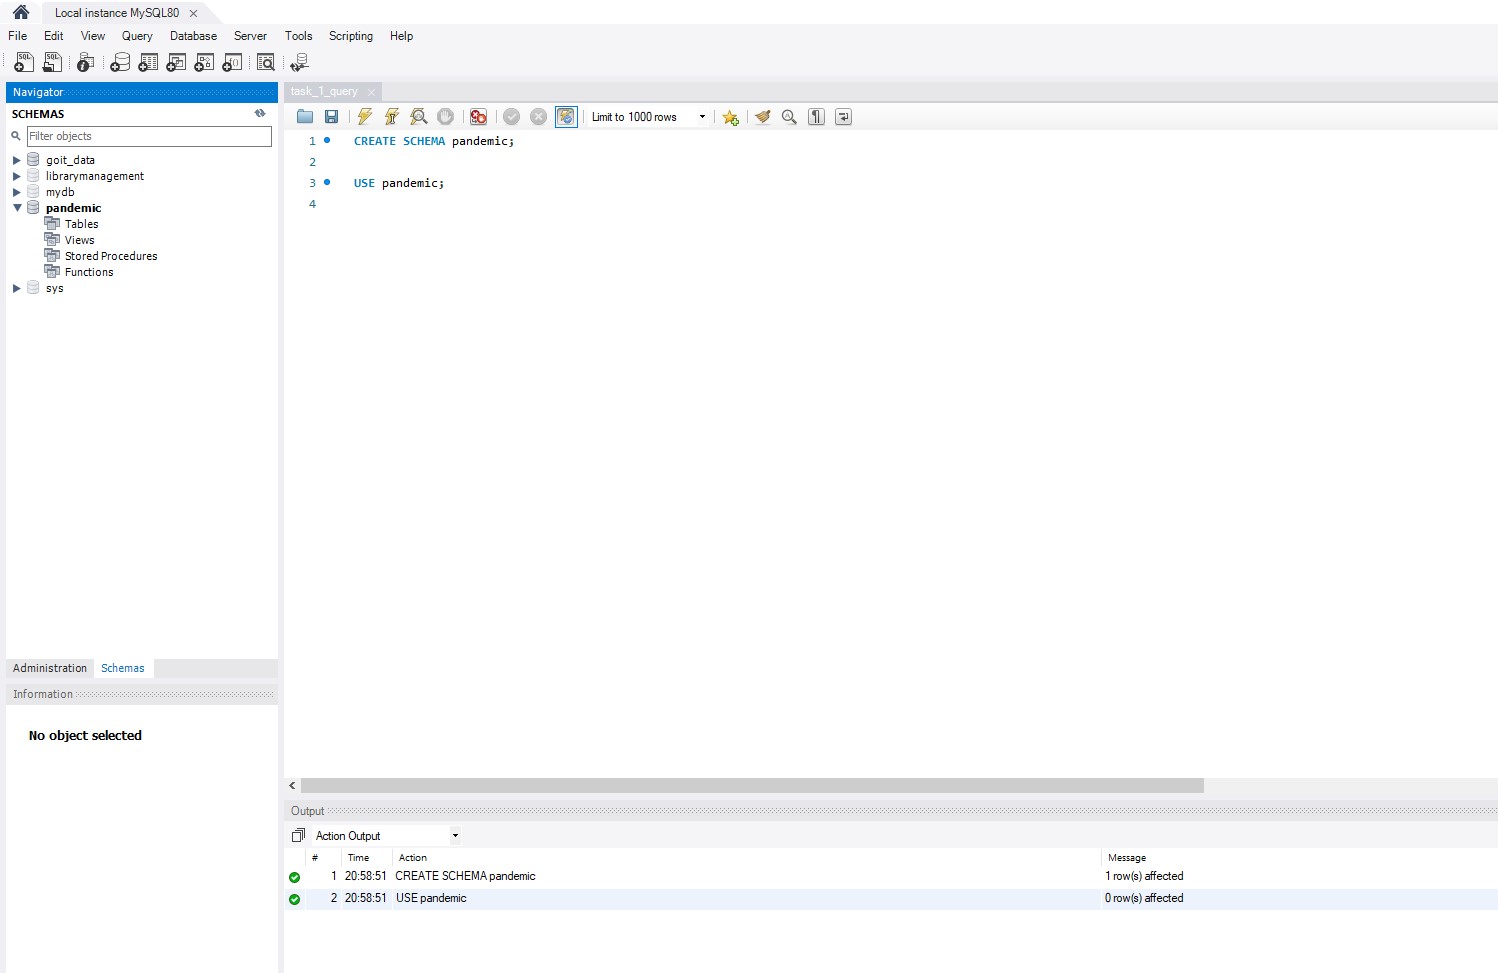 Local instance MySQL80
File Edit View Query Database Server Tools Scripting Help
SQL SQL
Navigator
SCHEMAS
Filter objects
goit_data
librarymanagement
mydb
pandemic
Tables
Views
Stored Procedures
Functions
sys
Administration Schemas
Information
No object selected
task_1_query
Limit to 1000 rows
1 CREATE SCHEMA pandemic;
2
3 USE pandemic;
4
Output
Action Output
# Time Action Message
1 20:58:51 CREATE SCHEMA pandemic 1 row(s) affected
2 20:58:51 USE pandemic 0 row(s) affected